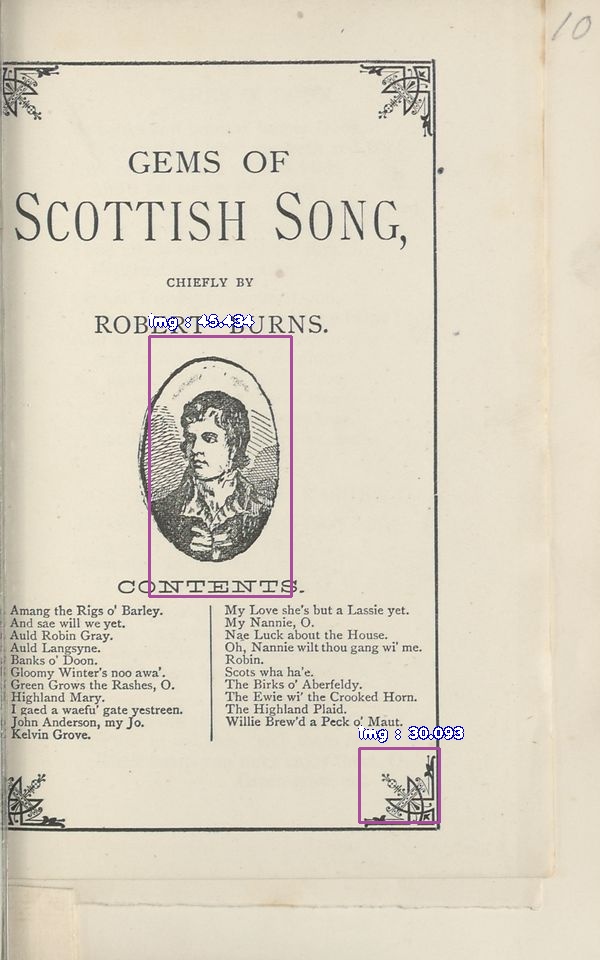 10
GEMS OF
SCOTTISH SONG,
CHIEFLY BY
ROBERT BURNS.
img : 45.434
CONTENTS.
Amang the Rigs o' Barley.
And sae will we yet.
Auld Robin Gray.
Auld Langsyne.
Banks o' Doon.
Gloomy Winter's noo awa'.
Green Grows the Rashes, O.
Highland Mary.
I gaed a waefu' gate yestreen.
John Anderson, my Jo.
Kelvin Grove.
My Love she's but a Lassie yet.
My Nannie, O.
Nae Luck about the House.
Oh, Nannie wilt thou gang wi' me.
Robin.
Scots wha ha'e.
The Birks o' Aberfeldy.
The Ewie wi' the Crooked Horn.
The Highland Plaid.
Willie Brew'd a Peck o' Maut.
img : 30.093